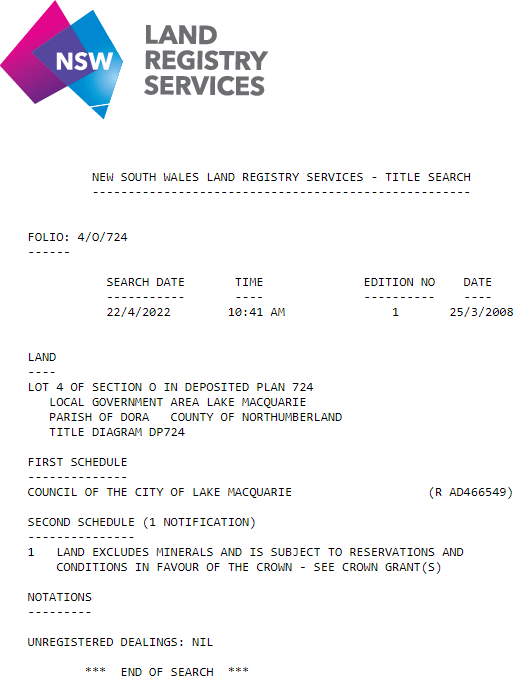 NSW
LAND
REGISTRY
SERVICES
NEW SOUTH WALES LAND REGISTRY SERVICES - TITLE SEARCH
-----------------------------------------------------
FOLIO: 4/O/724
------
SEARCH DATE TIME EDITION NO DATE
----------- ---- ---------- ----
22/4/2022 10:41 AM 1 25/3/2008
LAND
----
LOT 4 OF SECTION O IN DEPOSITED PLAN 724
LOCAL GOVERNMENT AREA LAKE MACQUARIE
PARISH OF DORA COUNTY OF NORTHUMBERLAND
TITLE DIAGRAM DP724
FIRST SCHEDULE
--------------
COUNCIL OF THE CITY OF LAKE MACQUARIE (R AD466549)
SECOND SCHEDULE (1 NOTIFICATION)
---------------
1 LAND EXCLUDES MINERALS AND IS SUBJECT TO RESERVATIONS AND
CONDITIONS IN FAVOUR OF THE CROWN - SEE CROWN GRANT(S)
NOTATIONS
---------
UNREGISTERED DEALINGS: NIL
*** END OF SEARCH ***